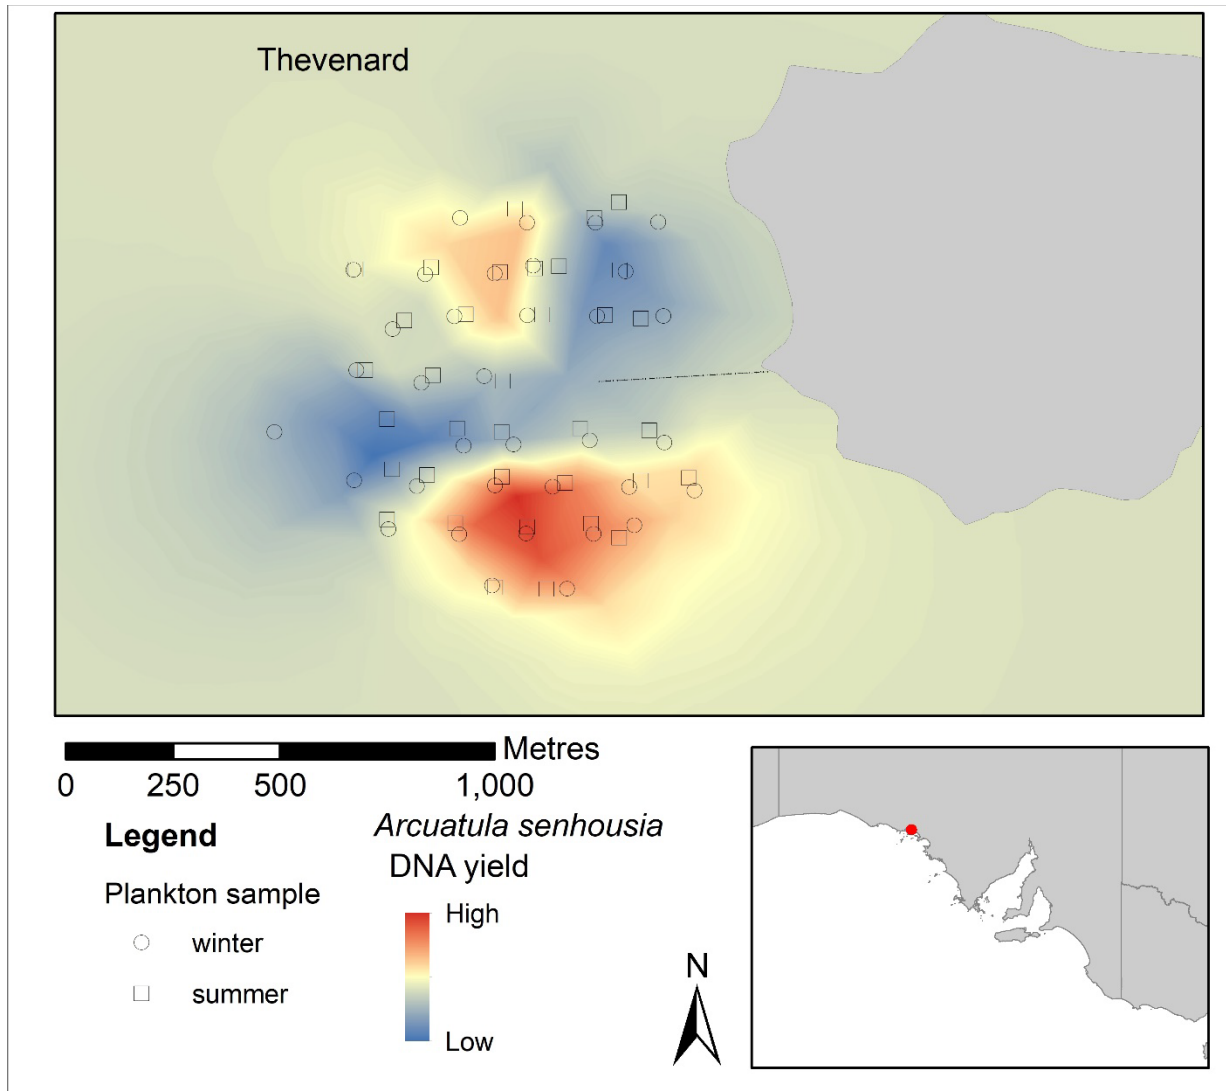 Thevenard
Metres
0 250 500 1,000
Legend
Plankton sample
winter
summer
Arcuatula senhousia
DNA yield
High
Low
N